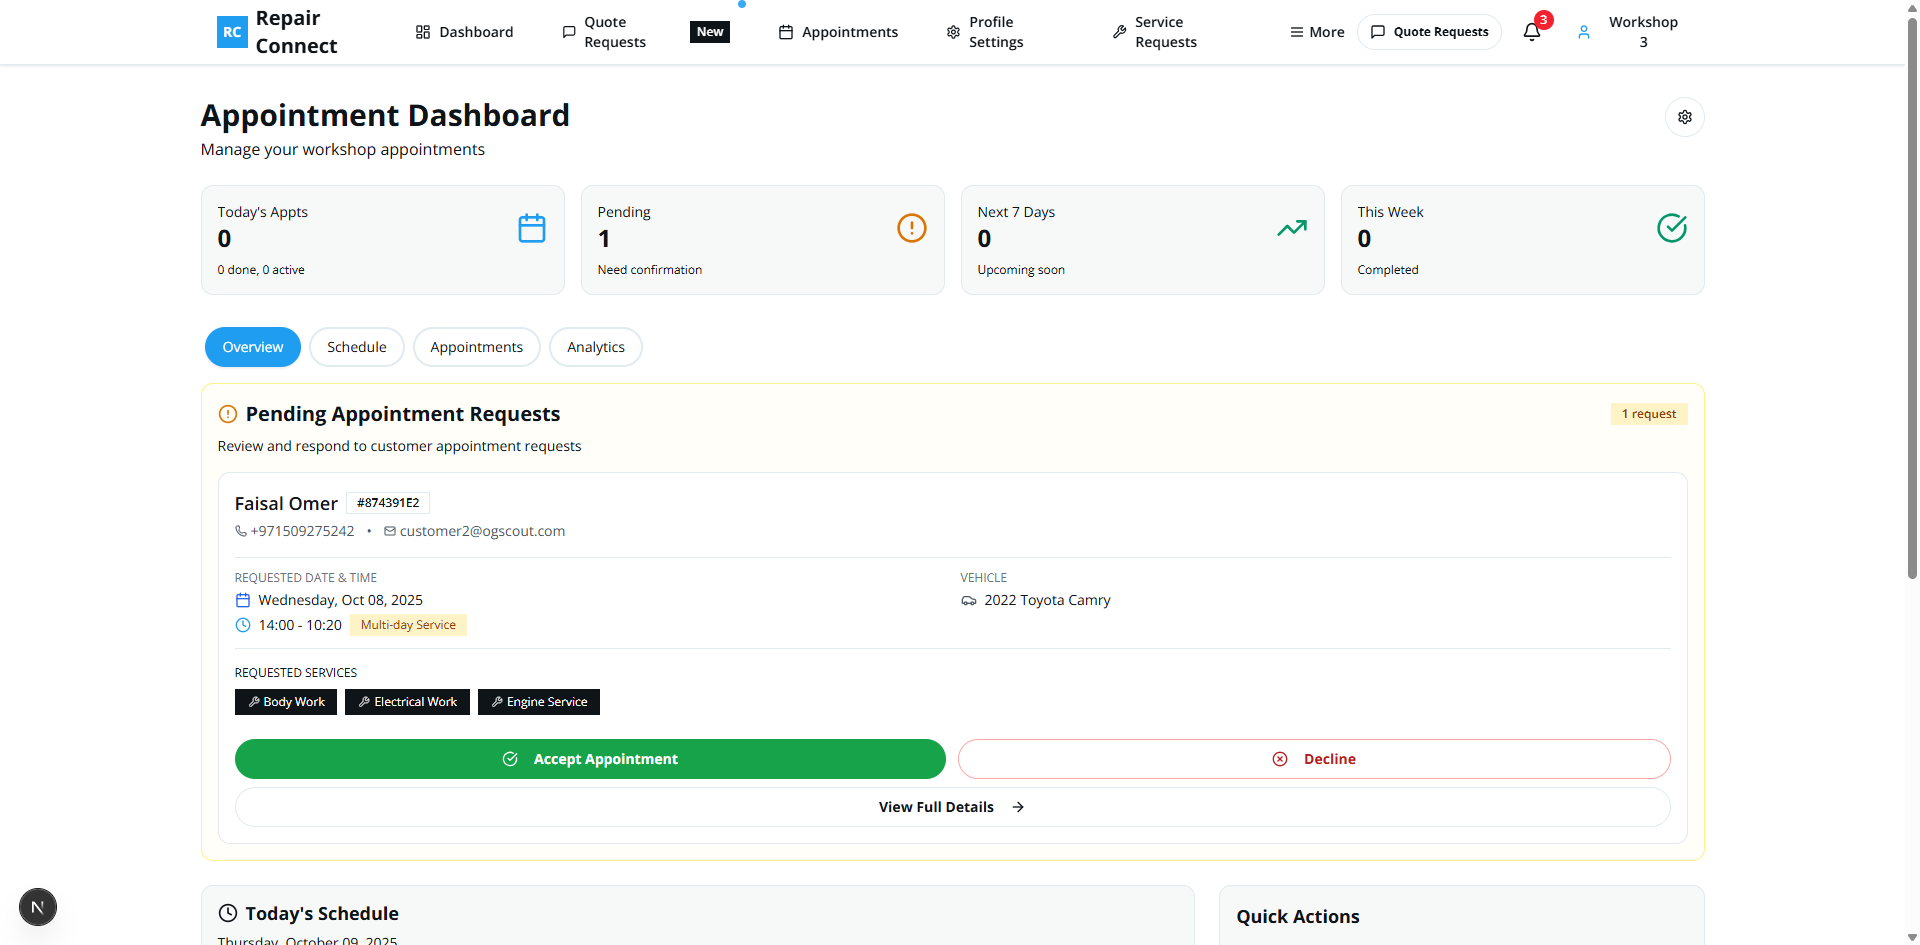 RC
Repair
Connect
Dashboard
Quote
Requests
New
Appointments
Profile
Settings
Service
Requests
More
Quote Requests
3
Workshop
3
Appointment Dashboard
Manage your workshop appointments
Today's Appts
0
0 done, 0 active
Pending
1
Need confirmation
Next 7 Days
0
Upcoming soon
This Week
0
Completed
Overview
Schedule
Appointments
Analytics
Pending Appointment Requests
1 request
Review and respond to customer appointment requests
Faisal Omer #874391E2
+971509275242 • customer2@ogscout.com
REQUESTED DATE & TIME
Wednesday, Oct 08, 2025
14:00 - 10:20 Multi-day Service
VEHICLE
2022 Toyota Camry
REQUESTED SERVICES
Body Work
Electrical Work
Engine Service
Accept Appointment
Decline
View Full Details
Today's Schedule
Thursday, October 09, 2025
Quick Actions
N